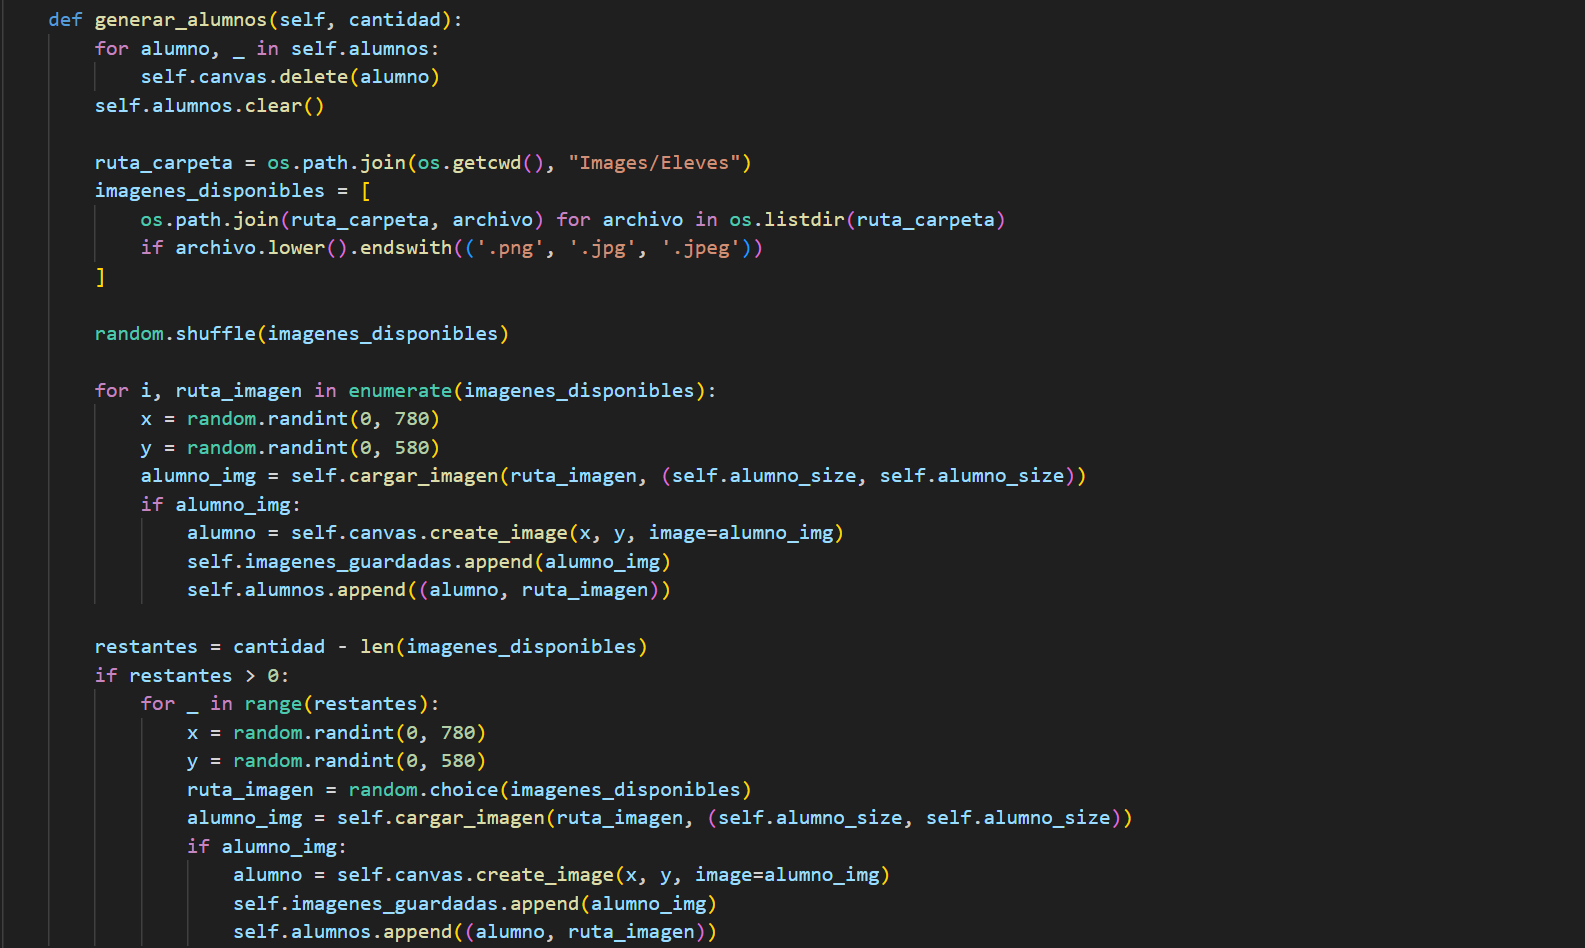 def generar_alumnos(self, cantidad):
    for alumno, _ in self.alumnos:
        self.canvas.delete(alumno)
    self.alumnos.clear()

    ruta_carpeta = os.path.join(os.getcwd(), "Images/Eleves")
    imagenes_disponibles = [
        os.path.join(ruta_carpeta, archivo) for archivo in os.listdir(ruta_carpeta)
        if archivo.lower().endswith(('.png', '.jpg', '.jpeg'))
    ]

    random.shuffle(imagenes_disponibles)

    for i, ruta_imagen in enumerate(imagenes_disponibles):
        x = random.randint(0, 780)
        y = random.randint(0, 580)
        alumno_img = self.cargar_imagen(ruta_imagen, (self.alumno_size, self.alumno_size))
        if alumno_img:
            alumno = self.canvas.create_image(x, y, image=alumno_img)
            self.imagenes_guardadas.append(alumno_img)
            self.alumnos.append((alumno, ruta_imagen))

    restantes = cantidad - len(imagenes_disponibles)
    if restantes > 0:
        for _ in range(restantes):
            x = random.randint(0, 780)
            y = random.randint(0, 580)
            ruta_imagen = random.choice(imagenes_disponibles)
            alumno_img = self.cargar_imagen(ruta_imagen, (self.alumno_size, self.alumno_size))
            if alumno_img:
                alumno = self.canvas.create_image(x, y, image=alumno_img)
                self.imagenes_guardadas.append(alumno_img)
                self.alumnos.append((alumno, ruta_imagen))